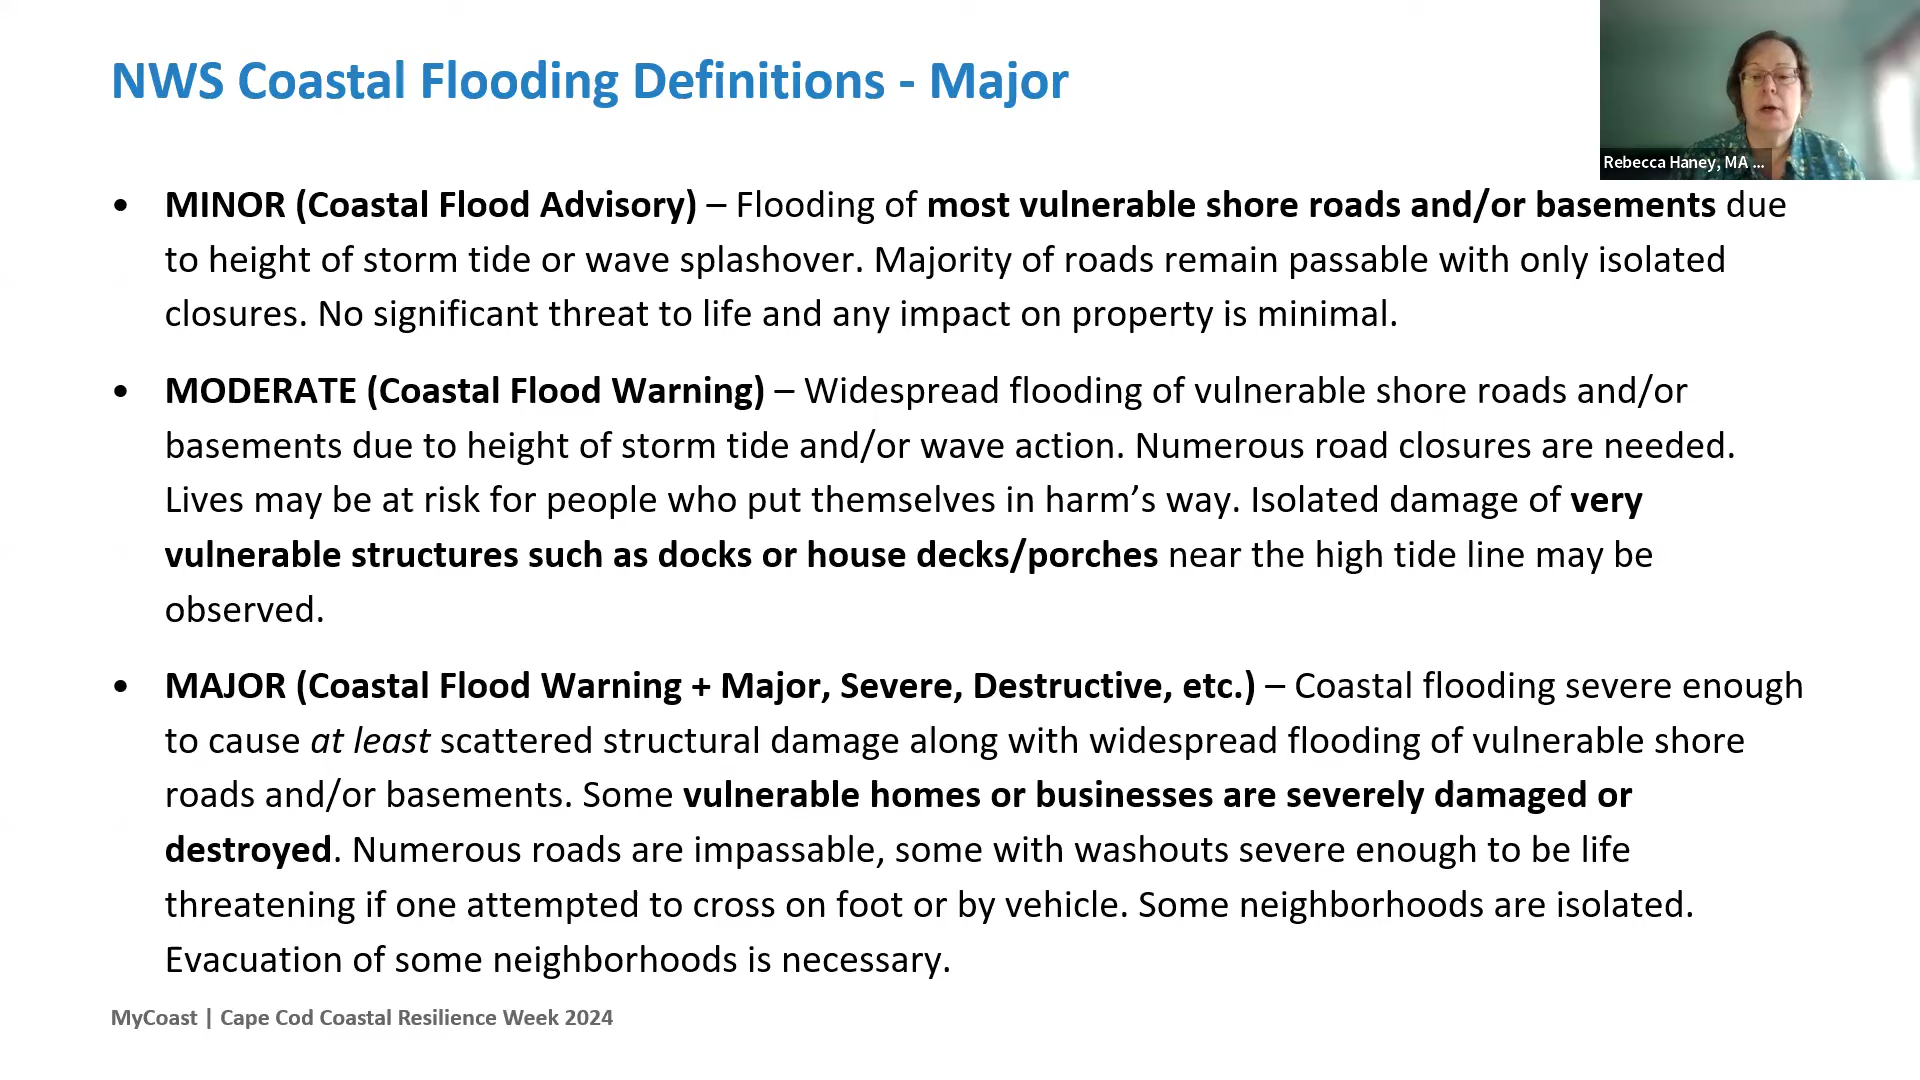 NWS Coastal Flooding Definitions - Major
Rebecca Haney, MA ...
• MINOR (Coastal Flood Advisory) – Flooding of most vulnerable shore roads and/or basements due
to height of storm tide or wave splashover. Majority of roads remain passable with only isolated
closures. No significant threat to life and any impact on property is minimal.
• MODERATE (Coastal Flood Warning) – Widespread flooding of vulnerable shore roads and/or
basements due to height of storm tide and/or wave action. Numerous road closures are needed.
Lives may be at risk for people who put themselves in harm’s way. Isolated damage of very
vulnerable structures such as docks or house decks/porches near the high tide line may be
observed.
• MAJOR (Coastal Flood Warning + Major, Severe, Destructive, etc.) – Coastal flooding severe enough
to cause at least scattered structural damage along with widespread flooding of vulnerable shore
roads and/or basements. Some vulnerable homes or businesses are severely damaged or
destroyed. Numerous roads are impassable, some with washouts severe enough to be life
threatening if one attempted to cross on foot or by vehicle. Some neighborhoods are isolated.
Evacuation of some neighborhoods is necessary.
MyCoast | Cape Cod Coastal Resilience Week 2024